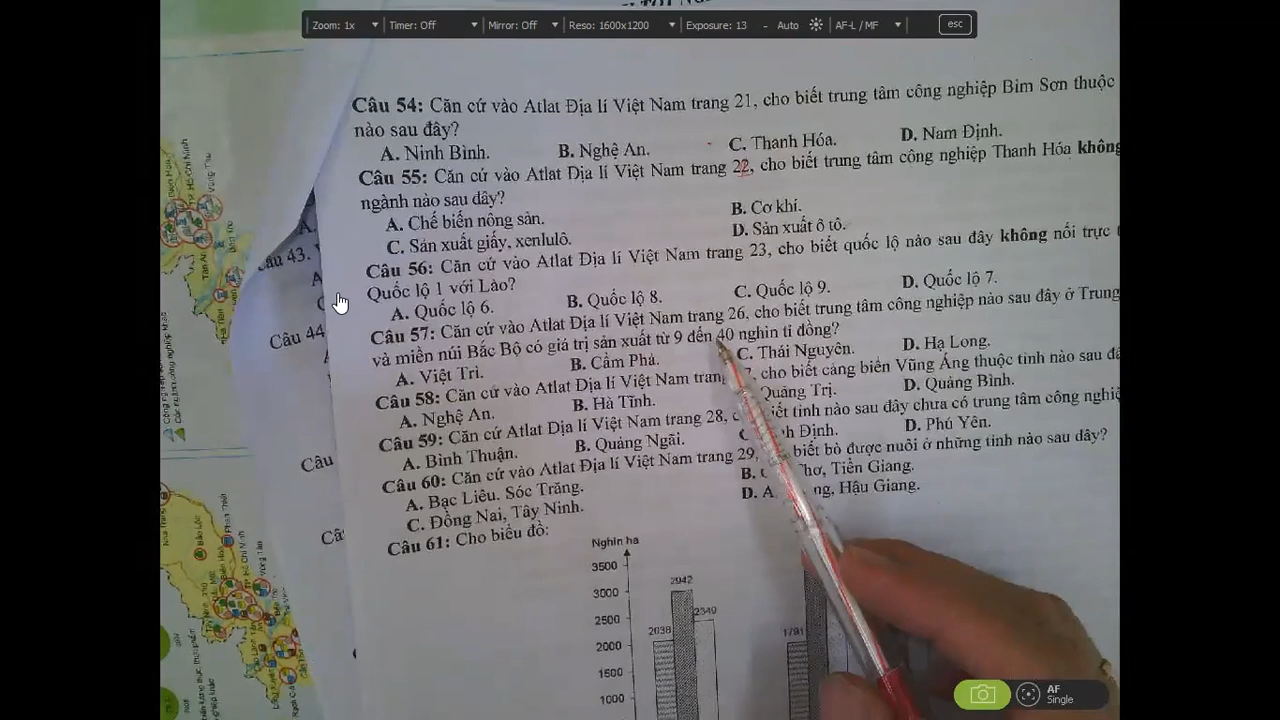 Zoom: 1x Timer: Off Mirror: Off Reso: 1600x1200 Exposure: 13 - Auto AF-L / MF esc
Câu 54: Căn cứ vào Atlat Địa lí Việt Nam trang 21, cho biết trung tâm công nghiệp Bỉm Sơn thuộc
nào sau đây?
A. Ninh Bình. B. Nghệ An. C. Thanh Hóa. D. Nam Định.
Câu 55: Căn cứ vào Atlat Địa lí Việt Nam trang 22, cho biết trung tâm công nghiệp Thanh Hóa không
ngành nào sau đây?
A. Chế biến nông sản. B. Cơ khí.
C. Sản xuất giấy, xenlulô. D. Sản xuất ô tô.
Câu 56: Căn cứ vào Atlat Địa lí Việt Nam trang 23, cho biết quốc lộ nào sau đây không nối trực
Quốc lộ 1 với Lào?
A. Quốc lộ 6. B. Quốc lộ 8. C. Quốc lộ 9. D. Quốc lộ 7.
Câu 57: Căn cứ vào Atlat Địa lí Việt Nam trang 26, cho biết trung tâm công nghiệp nào sau đây ở Trung
và miền núi Bắc Bộ có giá trị sản xuất từ 9 đến 40 nghìn tỉ đồng?
A. Việt Trì. B. Cẩm Phả. C. Thái Nguyên. D. Hạ Long.
Câu 58: Căn cứ vào Atlat Địa lí Việt Nam trang 7, cho biết cảng biển Vũng Áng thuộc tỉnh nào sau
A. Nghệ An. B. Hà Tĩnh. Quảng Trị. D. Quảng Bình.
Câu 59: Căn cứ Atlat Địa lí Việt Nam trang 28, tỉnh nào sau đây chưa có trung tâm công
A. Bình Thuận. B. Quảng Ngãi. Định. D. Phú Yên.
Câu 60: Căn cứ vào Atlat Địa lí Việt Nam trang 29, biết bò được nuôi ở những tỉnh nào sau đây?
A. Bạc Liêu. Sóc Trăng. B. Thơ, Tiền Giang.
C. Đồng Nai, Tây Ninh. D. Hậu Giang.
Câu 61: Cho biểu đồ:
Nghìn ha
3500
3000
2500
2000
1500
1000
2038 2942 2349 1791
Câu 43.
Câu 44
Câu
AF
Single